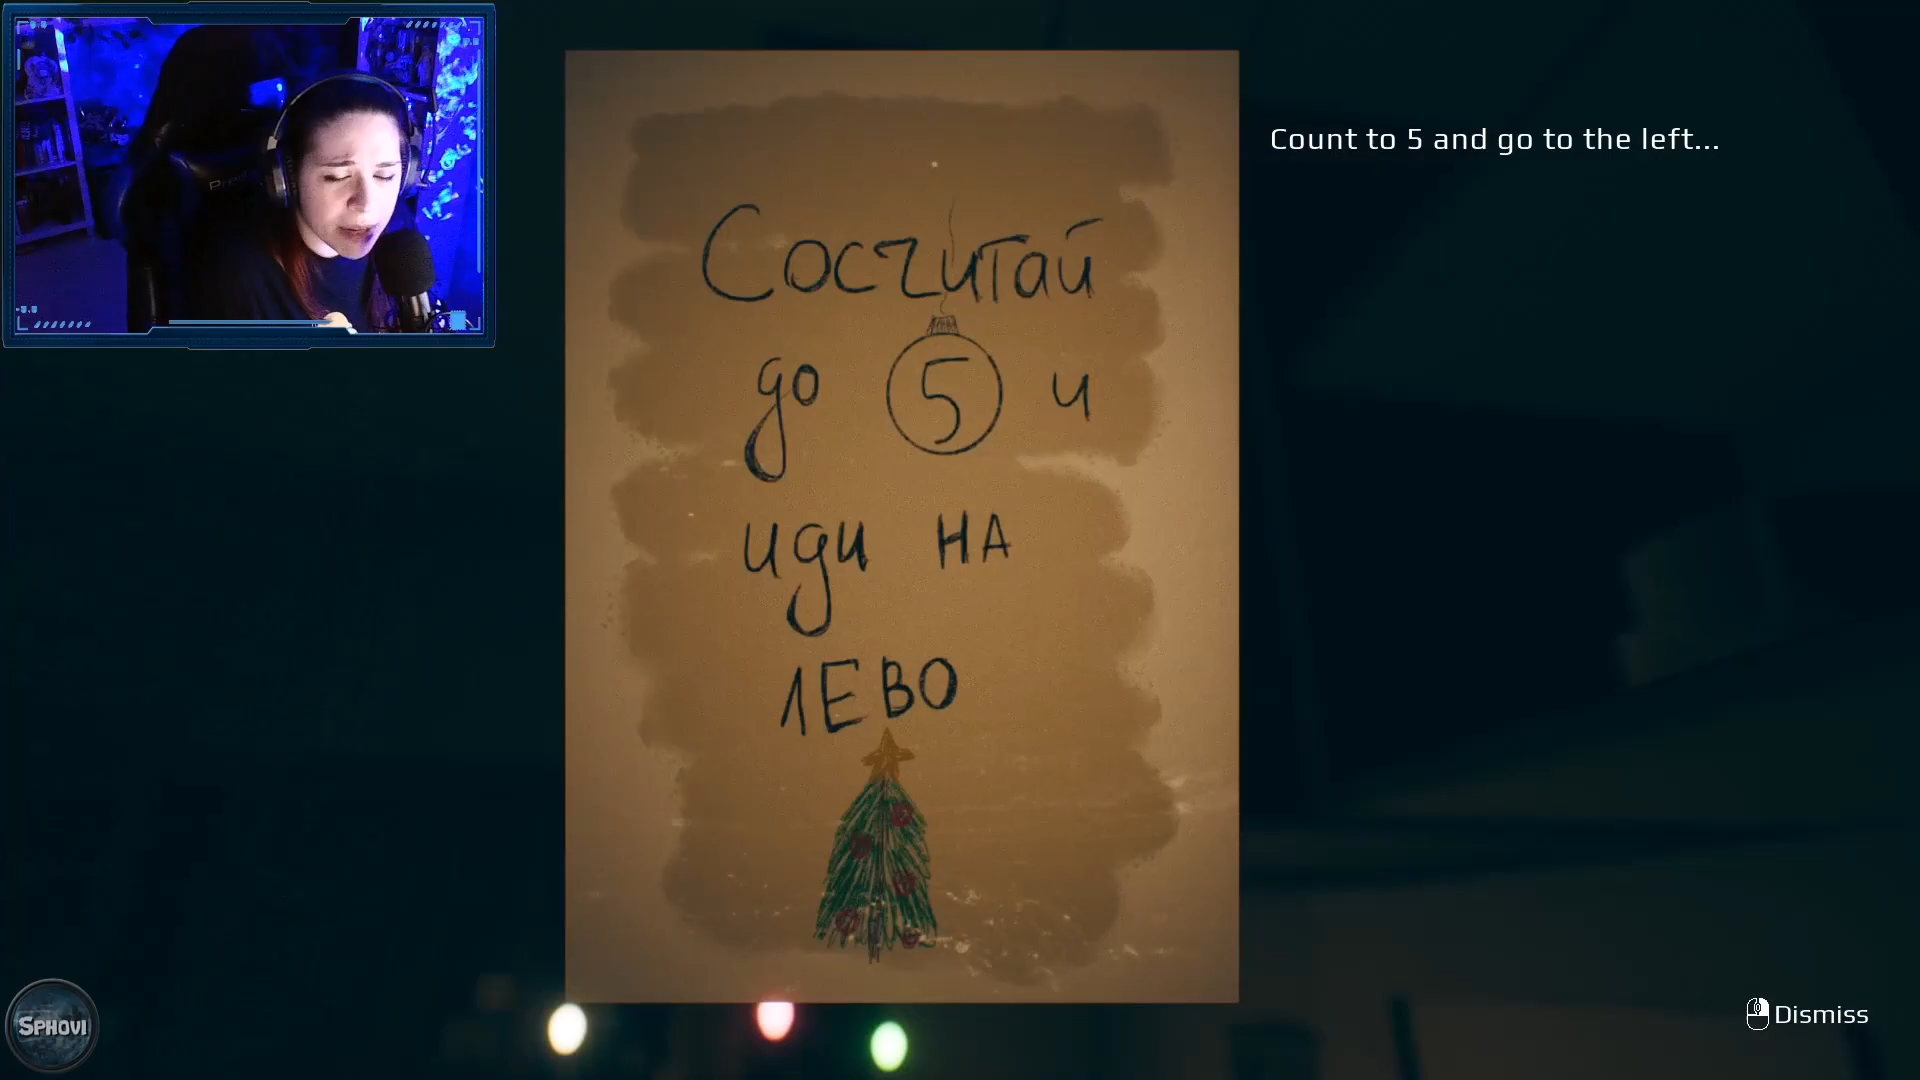 Сосчитай
до 5 и
иди НА
ЛЕВО
Count to 5 and go to the left...
Dismiss
SPHOVI